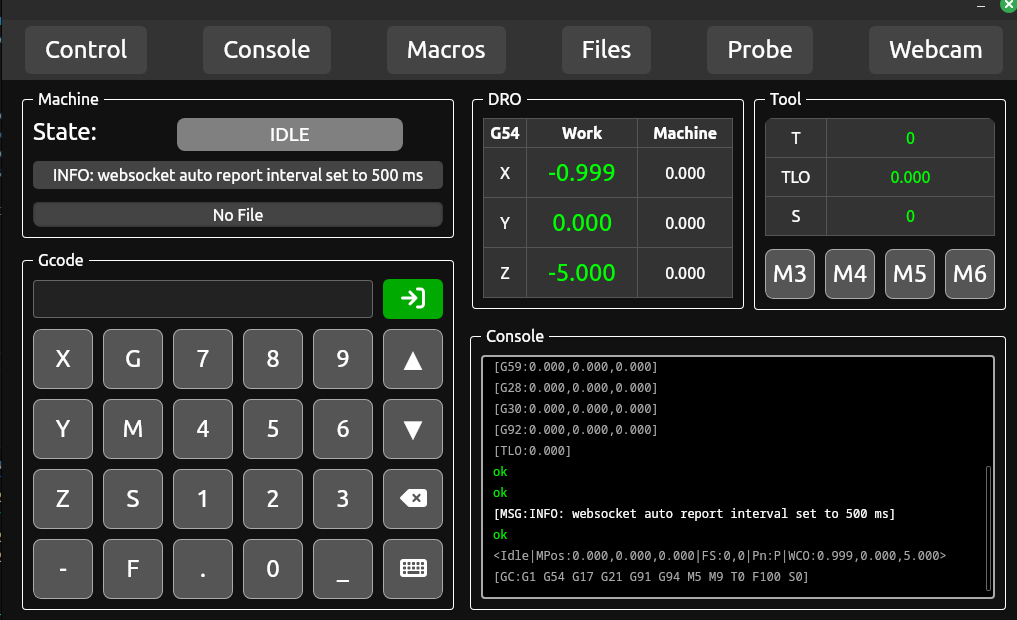 Control Console Macros Files Probe Webcam
Machine
State: IDLE
INFO: websocket auto report interval set to 500 ms
No File
Gcode
X G 7 8 9 ▲
Y M 4 5 6 ▼
Z S 1 2 3
- F . 0 _
DRO
G54 Work Machine
X -0.999 0.000
Y 0.000 0.000
Z -5.000 0.000
Tool
T 0
TLO 0.000
S 0
M3 M4 M5 M6
Console
[G59:0.000,0.000,0.000]
[G28:0.000,0.000,0.000]
[G30:0.000,0.000,0.000]
[G92:0.000,0.000,0.000]
[TLO:0.000]
ok
ok
[MSG:INFO: websocket auto report interval set to 500 ms]
ok
<Idle|MPos:0.000,0.000,0.000|FS:0,0|Pn:P|WCO:0.999,0.000,5.000>
[GC:G1 G54 G17 G21 G91 G94 M5 M9 T0 F100 S0]